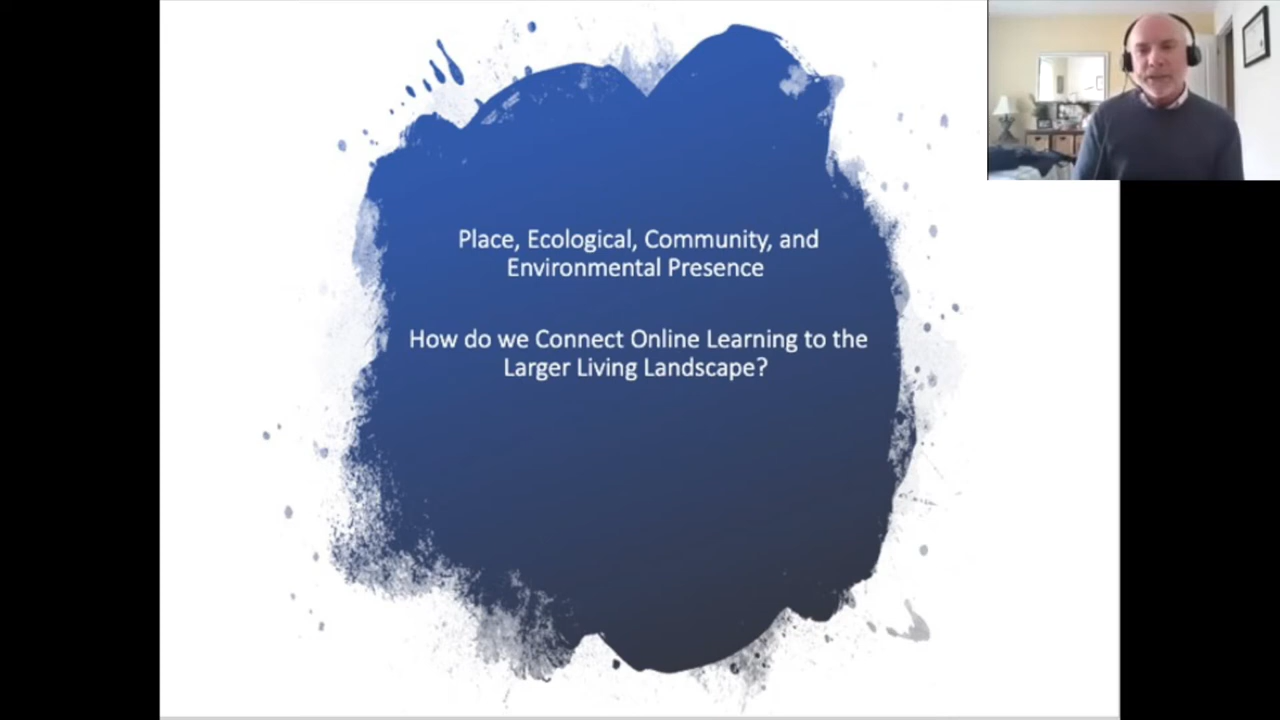 Place, Ecological, Community, and
Environmental Presence
How do we Connect Online Learning to the
Larger Living Landscape?